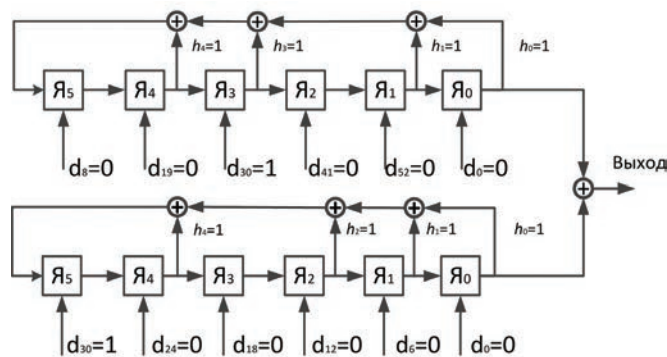 h₄=1 h₃=1 h₁=1 h₀=1
Я₅ Я₄ Я₃ Я₂ Я₁ Я₀
d₈=0 d₁₉=0 d₃₀=1 d₄₁=0 d₅₂=0 d₀=0
Выход
h₄=1 h₂=1 h₁=1 h₀=1
Я₅ Я₄ Я₃ Я₂ Я₁ Я₀
d₃₀=1 d₂₄=0 d₁₈=0 d₁₂=0 d₆=0 d₀=0